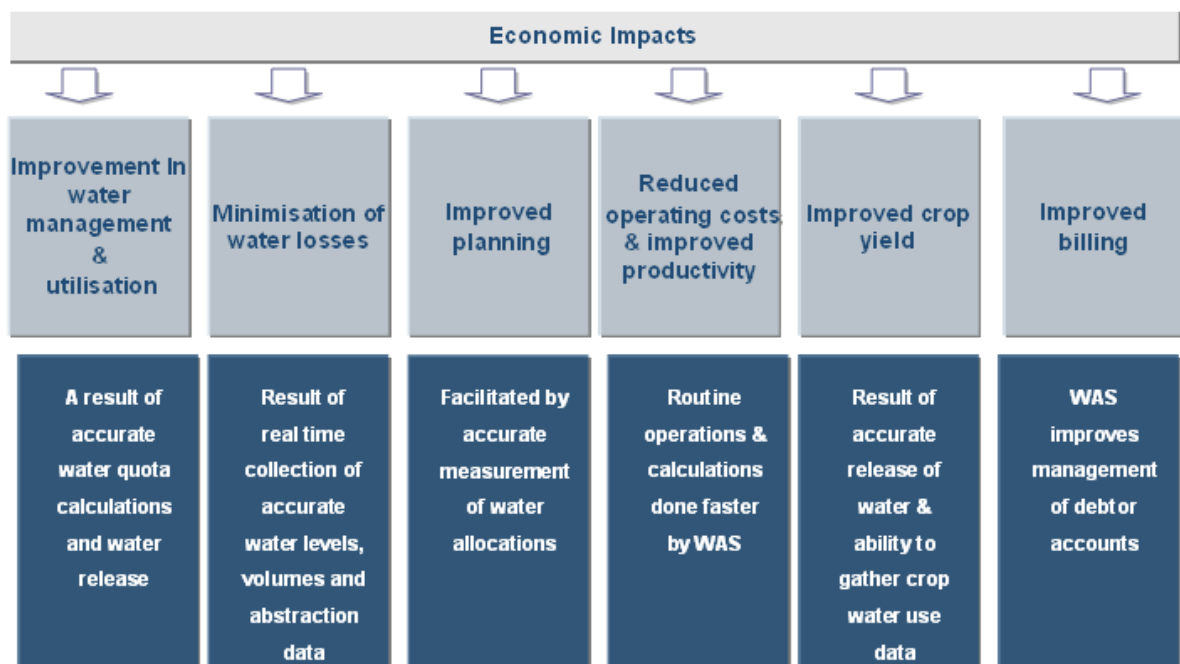 Economic Impacts
Improvement In
water
management
&
utilisation
Minimisation of
water losses
Improved
planning
Reduced
operating costs
& improved
productivity
Improved crop
yield
Improved
billing
A result of
accurate
water quota
calculations
and water
release
Result of
real time
collection of
accurate
water levels,
volumes and
abstraction
data
Facilitated by
accurate
measurement
of water
allocations
Routine
operations &
calculations
done faster
by WAS
Result of
accurate
release of
water &
ability to
gather crop
water use
data
WAS
improves
management
of debtor
accounts